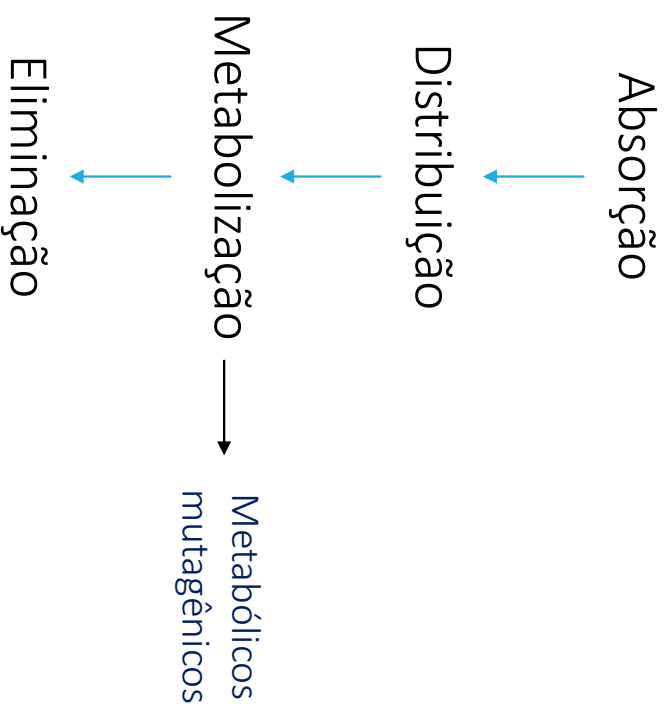 Absorção
Distribuição
Metabolização
Metabólicos
mutagênicos
Eliminação